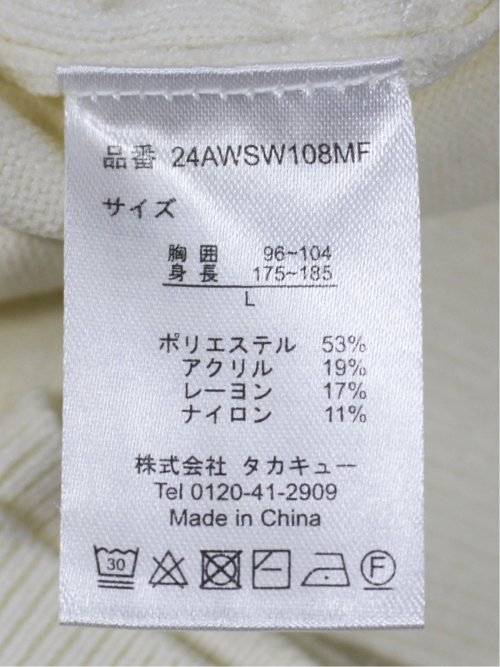 品番 24AWSW108MF
サイズ
胸囲 96~104
身長 175~185
L
ポリエステル 53%
アクリル 19%
レーヨン 17%
ナイロン 11%
株式会社 タカキュー
Tel 0120-41-2909
Made in China
30 F